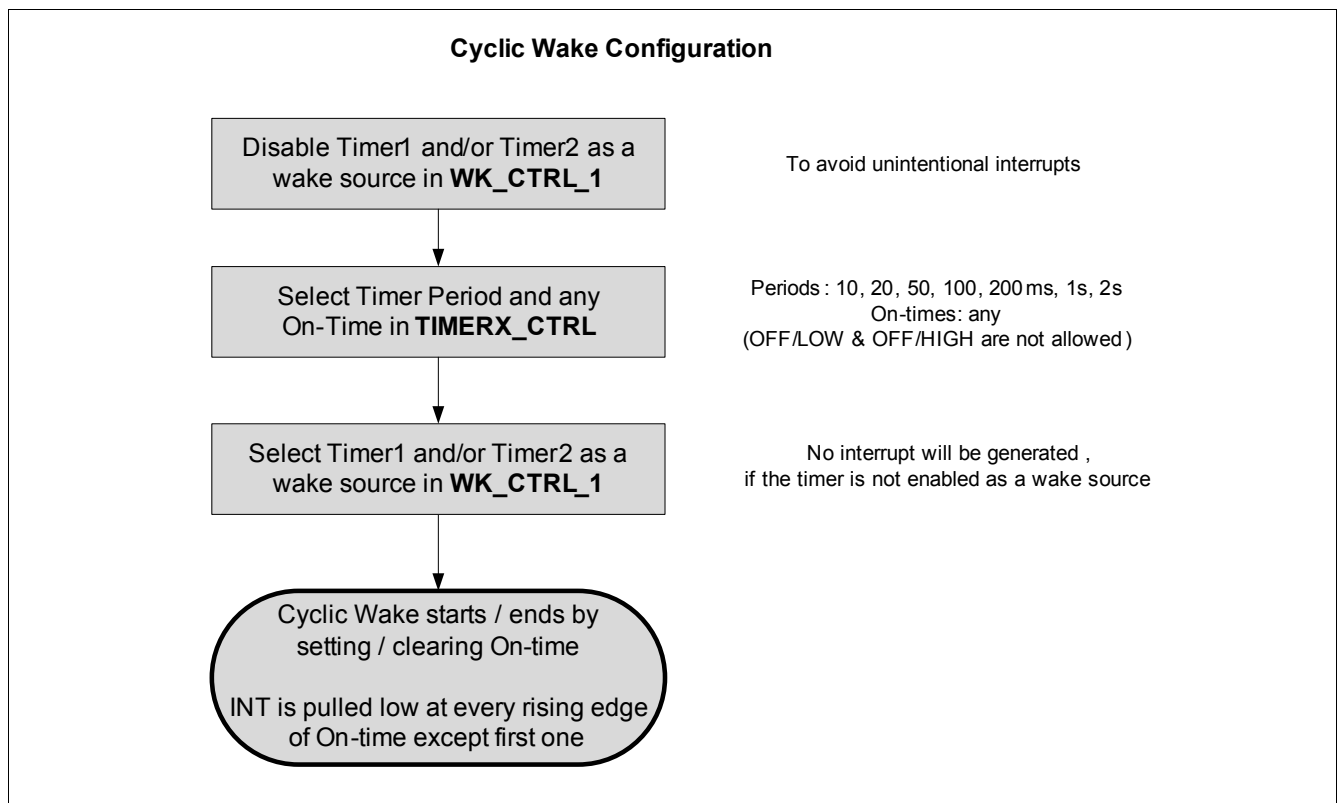 Cyclic Wake Configuration
Disable Timer1 and/or Timer2 as a
wake source in WK_CTRL_1
To avoid unintentional interrupts
Select Timer Period and any
On-Time in TIMERX_CTRL
Periods : 10, 20, 50, 100, 200ms, 1s, 2s
On-times: any
(OFF/LOW & OFF/HIGH are not allowed )
Select Timer1 and/or Timer2 as a
wake source in WK_CTRL_1
No interrupt will be generated ,
if the timer is not enabled as a wake source
Cyclic Wake starts / ends by
setting / clearing On-time
INT is pulled low at every rising edge
of On-time except first one